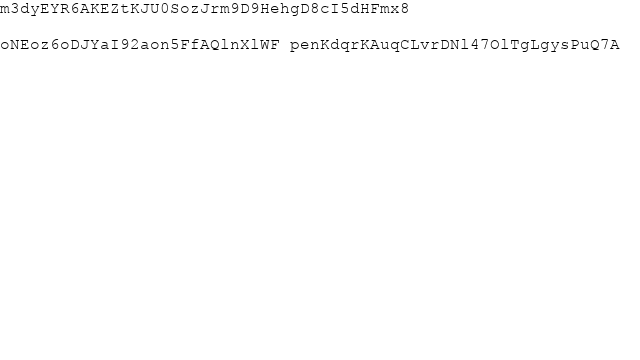 m3dyEYR6AKEZtKJU0SozJrm9D9HehgD8cI5dHFmx8
oNEoz6oDJYaI92aon5FfAQlnXlWF penKdqrKAuqCLvrDNl47OlTgLgysPuQ7A